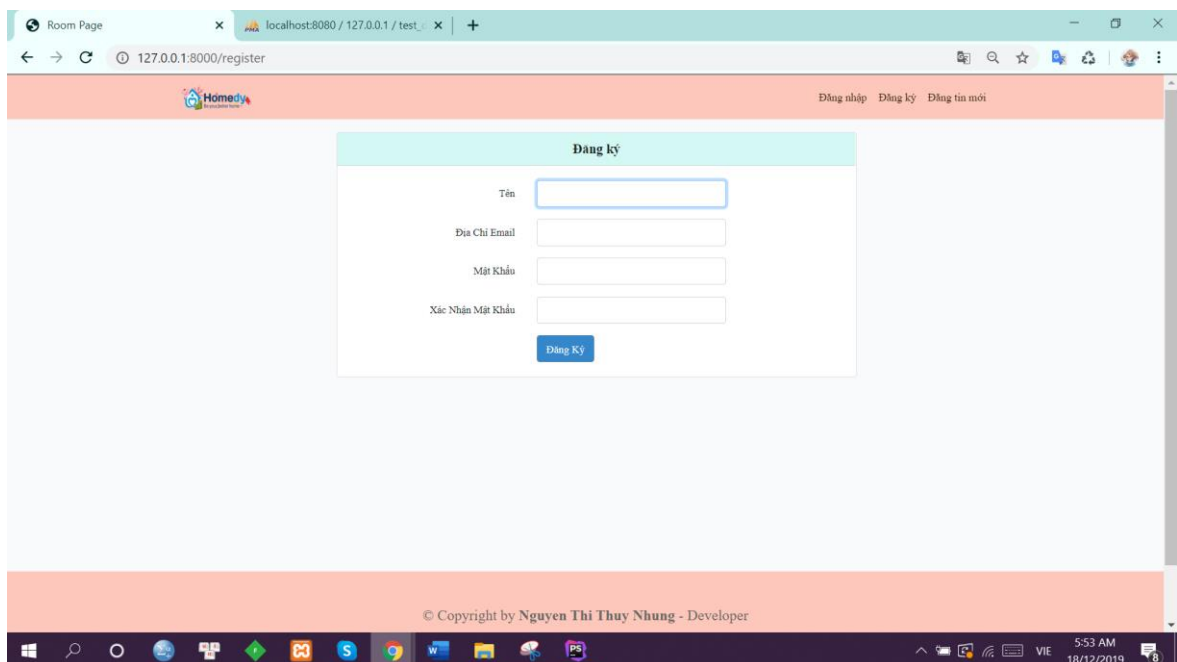 Room Page
localhost:8080 / 127.0.0.1 / test_
127.0.0.1:8000/register
Homedy
Đăng nhập Đăng ký Đăng tin mới
Đăng ký
Tên
Địa Chỉ Email
Mật Khẩu
Xác Nhận Mật Khẩu
Đăng Ký
© Copyright by Nguyen Thi Thuy Nhung - Developer
VIE
5:53 AM
18/12/2019
8